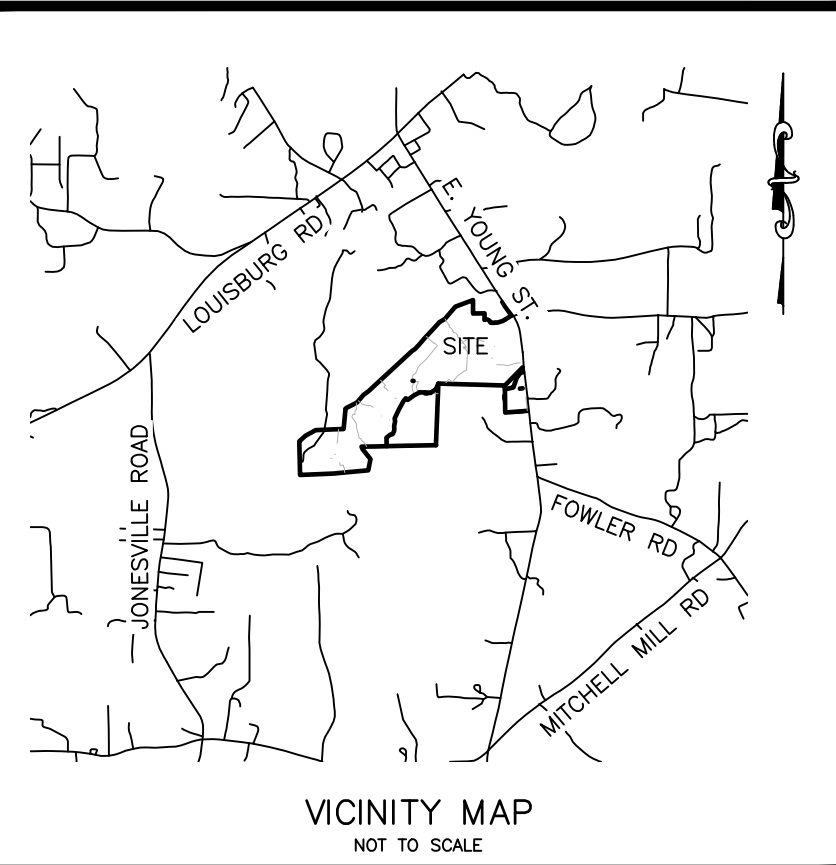 E. YOUNG ST.
LOUISBURG RD
SITE
JONESVILLE ROAD
FOWLER RD
MITCHELL MILL RD
VICINITY MAP
NOT TO SCALE